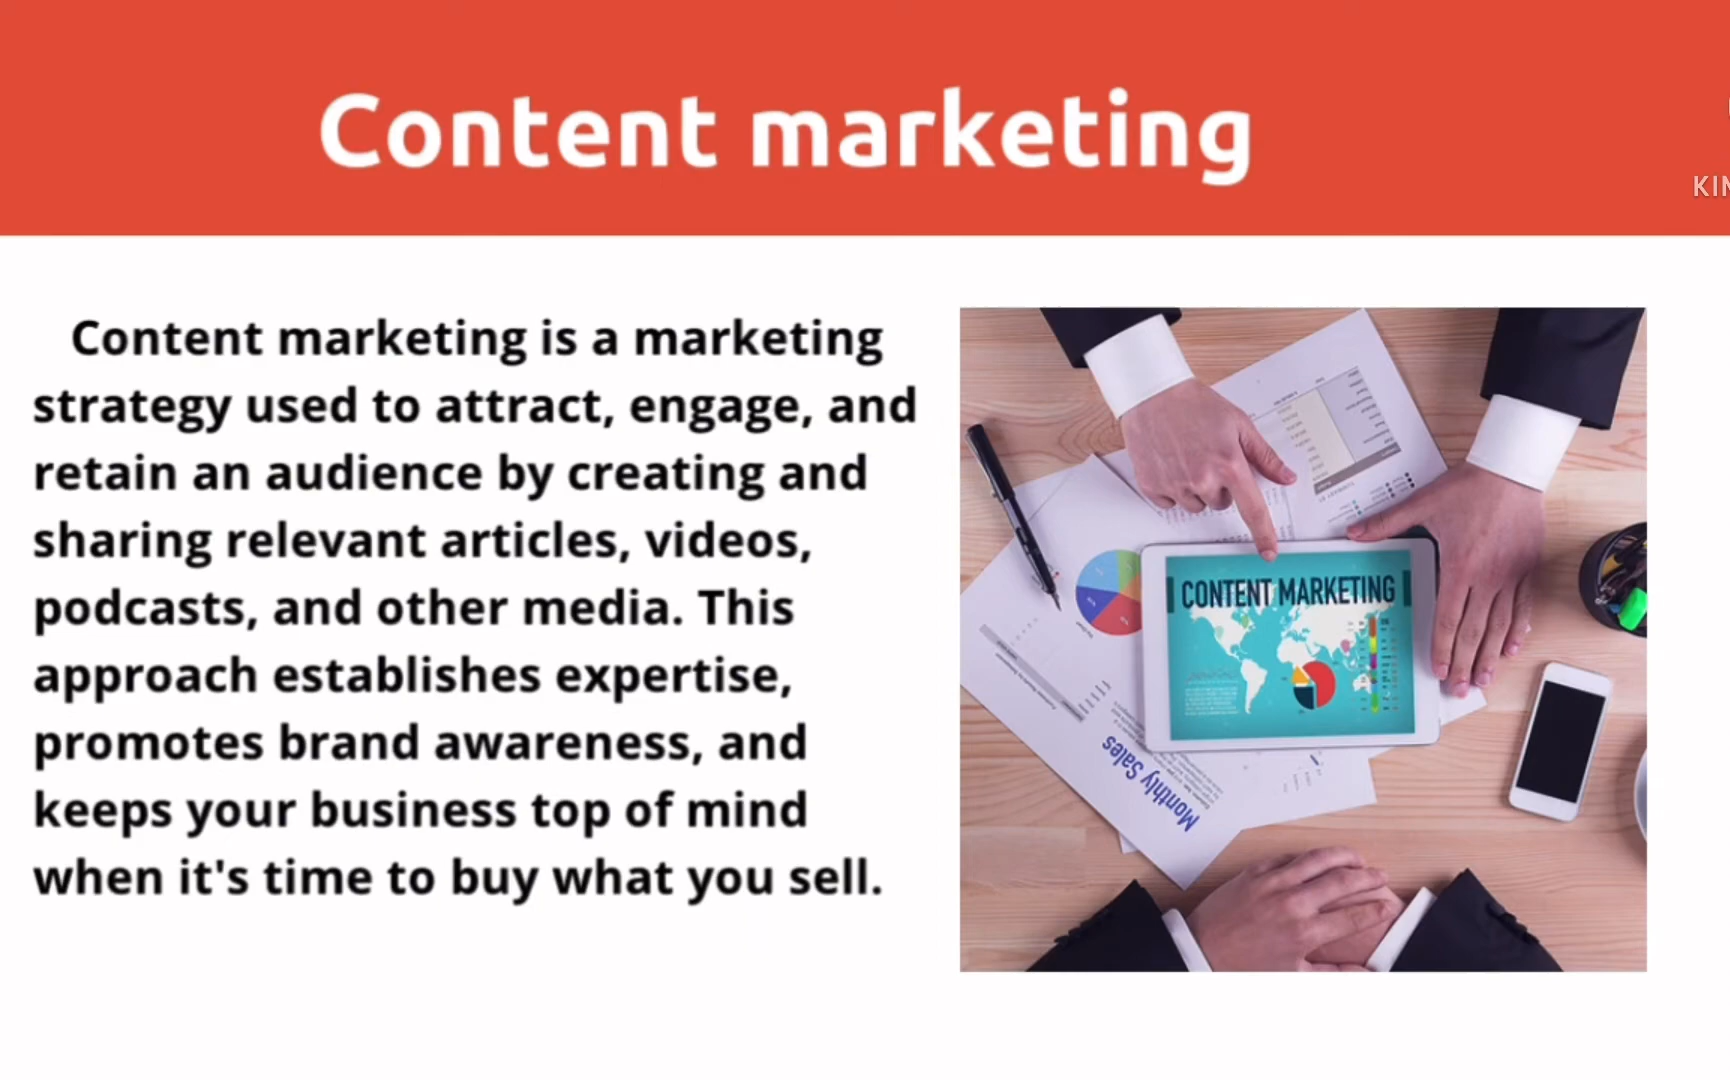 Content marketing
KIN
Content marketing is a marketing
strategy used to attract, engage, and
retain an audience by creating and
sharing relevant articles, videos,
podcasts, and other media. This
approach establishes expertise,
promotes brand awareness, and
keeps your business top of mind
when it's time to buy what you sell.
CONTENT MARKETING
Monthly Sales